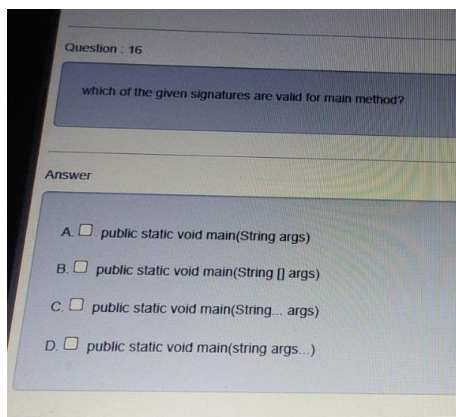 Question : 16
which of the given signatures are valid for main method?
Answer
A. public static void main(String args)
B. public static void main(String [] args)
C. public static void main(String... args)
D. public static void main(string args...)